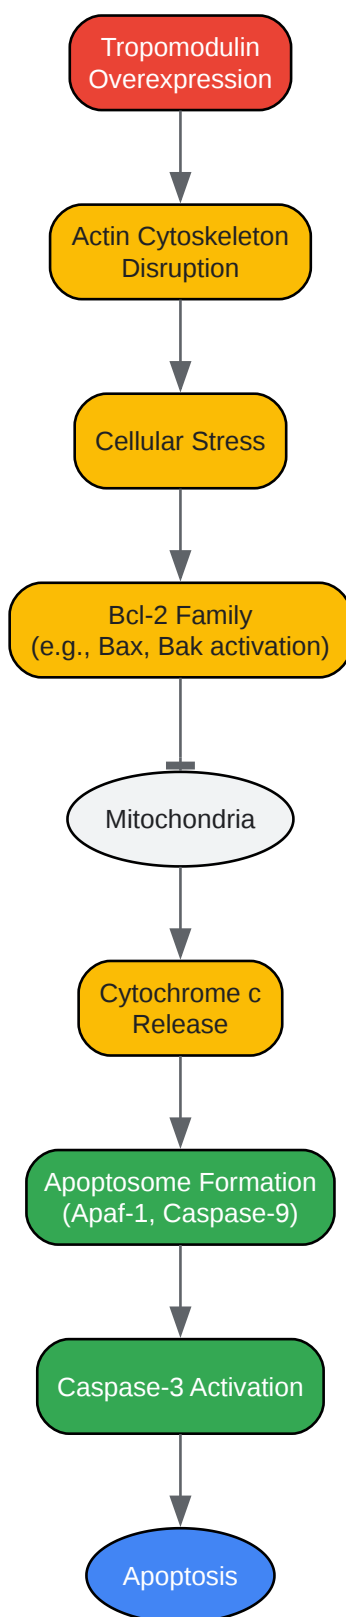 Tropomodulin
Overexpression
Actin Cytoskeleton
Disruption
Cellular Stress
Bcl-2 Family
(e.g., Bax, Bak activation)
Mitochondria
Cytochrome c
Release
Apoptosome Formation
(Apaf-1, Caspase-9)
Caspase-3 Activation
Apoptosis